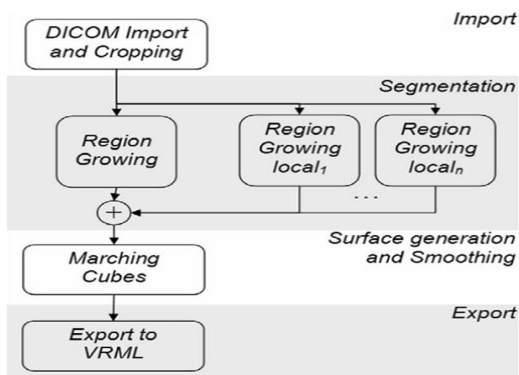 Import
DICOM Import
and Cropping
Segmentation
Region
Growing
Region
Growing
local₁
Region
Growing
localₙ
...
+
Surface generation
and Smoothing
Marching
Cubes
Export
Export to
VRML